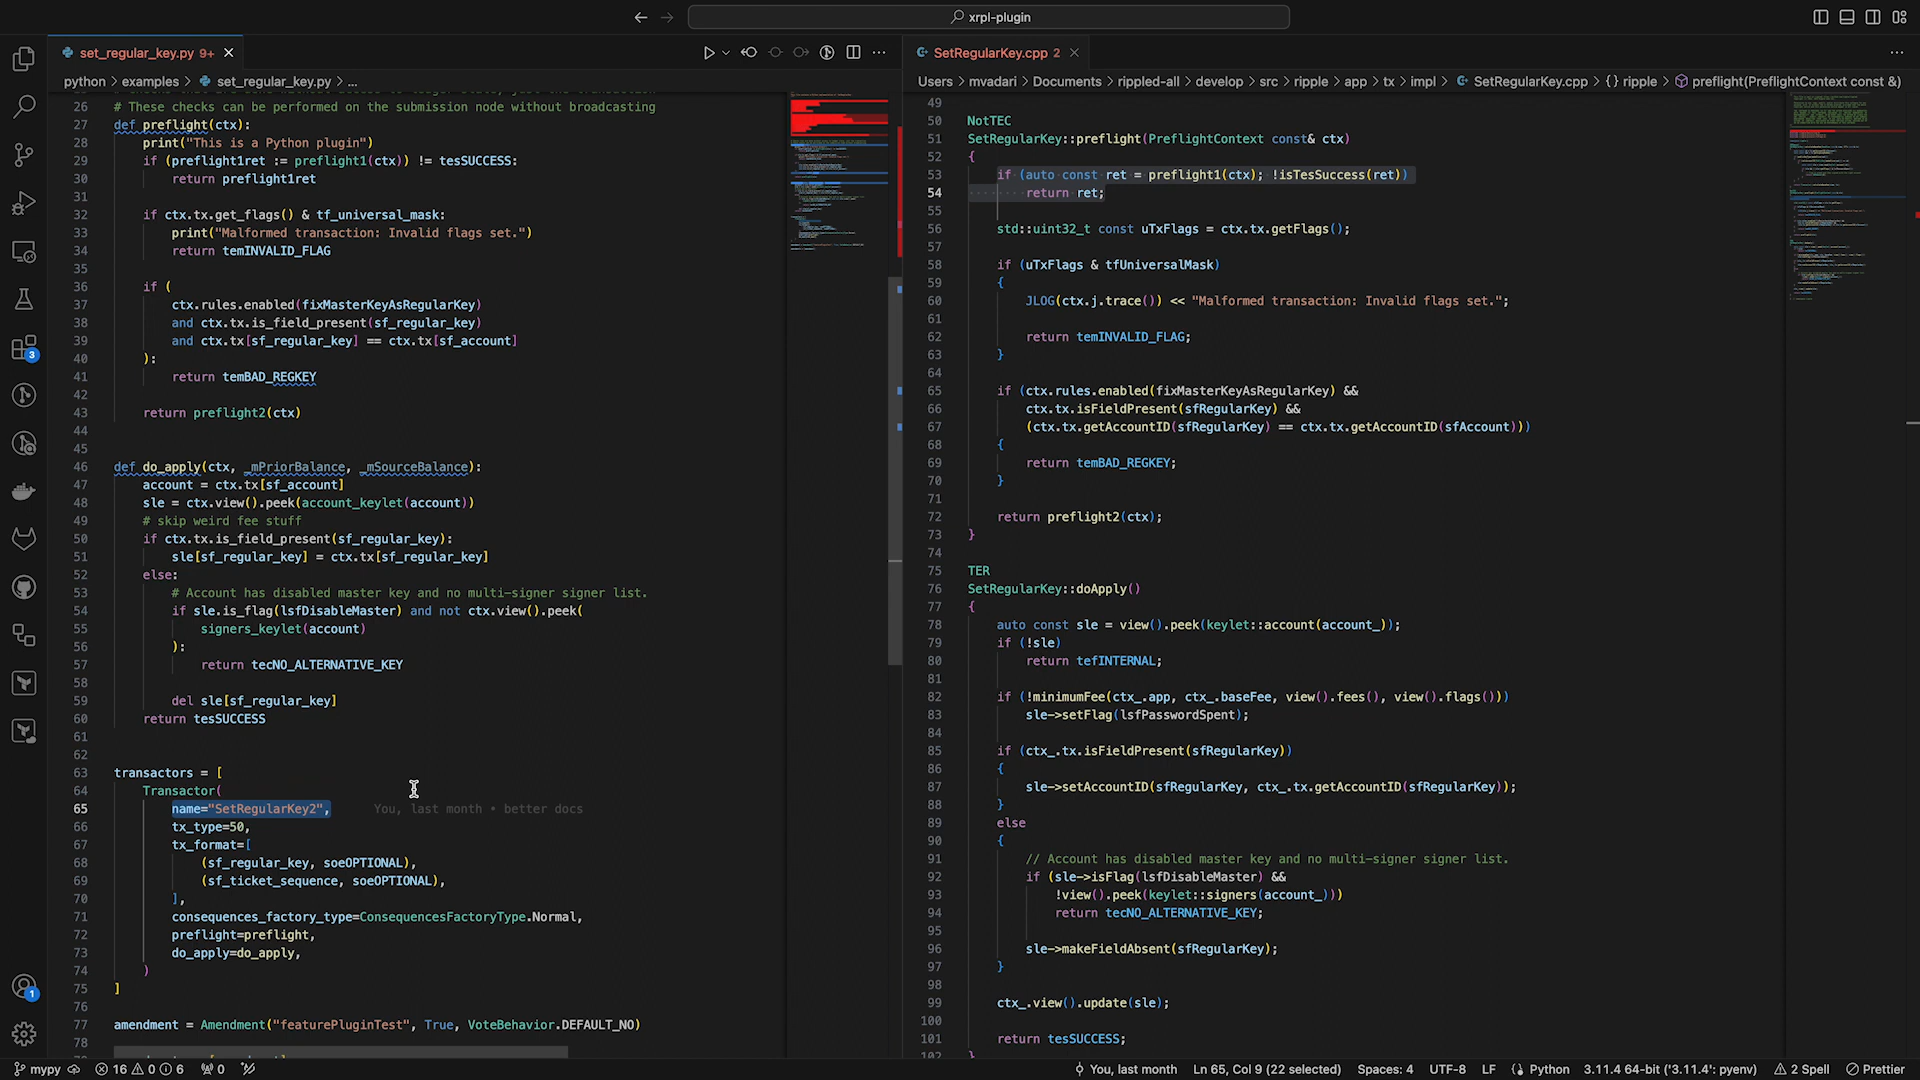 xrpl-plugin
set_regular_key.py 9+
python > examples > set_regular_key.py > ...
26 # These checks can be performed on the submission node without broadcasting
27 def preflight(ctx):
28 print("This is a Python plugin")
29 if (preflight1ret := preflight1(ctx)) != tesSUCCESS:
30 return preflight1ret
31
32 if ctx.tx.get_flags() & tf_universal_mask:
33 print("Malformed transaction: Invalid flags set.")
34 return temINVALID_FLAG
35
36 if (
37 ctx.rules.enabled(fixMasterKeyAsRegularKey)
38 and ctx.tx.is_field_present(sf_regular_key)
39 and ctx.tx[sf_regular_key] == ctx.tx[sf_account]
40 ):
41 return temBAD_REGKEY
42
43 return preflight2(ctx)
44
45
46 def do_apply(ctx, _mPriorBalance, _mSourceBalance):
47 account = ctx.tx[sf_account]
48 sle = ctx.view().peek(account_keylet(account))
49 # skip weird fee stuff
50 if ctx.tx.is_field_present(sf_regular_key):
51 sle[sf_regular_key] = ctx.tx[sf_regular_key]
52 else:
53 # Account has disabled master key and no multi-signer signer list.
54 if sle.is_flag(lsfDisableMaster) and not ctx.view().peek(
55 signers_keylet(account)
56 ):
57 return tecNO_ALTERNATIVE_KEY
58
59 del sle[sf_regular_key]
60 return tesSUCCESS
61
62
63 transactors = [
64 Transactor(
65 name="SetRegularKey2", You, last month • better docs
66 tx_type=50,
67 tx_format=[
68 (sf_regular_key, soeOPTIONAL),
69 (sf_ticket_sequence, soeOPTIONAL),
70 ],
71 consequences_factory_type=ConsequencesFactoryType.Normal,
72 preflight=preflight,
73 do_apply=do_apply,
74 )
75 ]
76
77 amendment = Amendment("featurePluginTest", True, VoteBehavior.DEFAULT_NO)
78
SetRegularKey.cpp 2
Users > mvadari > Documents > rippled-all > develop > src > ripple > app > tx > impl > SetRegularKey.cpp > {} ripple > preflight(PreflightContext const &)
49
50 NotTEC
51 SetRegularKey::preflight(PreflightContext const& ctx)
52 {
53 if (auto const ret = preflight1(ctx); !isTesSuccess(ret))
54 return ret;
55
56 std::uint32_t const uTxFlags = ctx.tx.getFlags();
57
58 if (uTxFlags & tfUniversalMask)
59 {
60 JLOG(ctx.j.trace()) << "Malformed transaction: Invalid flags set.";
61
62 return temINVALID_FLAG;
63 }
64
65 if (ctx.rules.enabled(fixMasterKeyAsRegularKey) &&
66 ctx.tx.isFieldPresent(sfRegularKey) &&
67 (ctx.tx.getAccountID(sfRegularKey) == ctx.tx.getAccountID(sfAccount)))
68 {
69 return temBAD_REGKEY;
70 }
71
72 return preflight2(ctx);
73 }
74
75 TER
76 SetRegularKey::doApply()
77 {
78 auto const sle = view().peek(keylet::account(account_));
79 if (!sle)
80 return tefINTERNAL;
81
82 if (!minimumFee(ctx_.app, ctx_.baseFee, view().fees(), view().flags()))
83 sle->setFlag(lsfPasswordSpent);
84
85 if (ctx_.tx.isFieldPresent(sfRegularKey))
86 {
87 sle->setAccountID(sfRegularKey, ctx_.tx.getAccountID(sfRegularKey));
88 }
89 else
90 {
91 // Account has disabled master key and no multi-signer signer list.
92 if (sle->isFlag(lsfDisableMaster) &&
93 !view().peek(keylet::signers(account_)))
94 return tecNO_ALTERNATIVE_KEY;
95
96 sle->makeFieldAbsent(sfRegularKey);
97 }
98
99 ctx_.view().update(sle);
100
101 return tesSUCCESS;
102 }
3
1
mypy 16 0 6 0 You, last month Ln 65, Col 9 (22 selected) Spaces: 4 UTF-8 LF Python 3.11.4 64-bit ('3.11.4': pyenv) 2 Spell Prettier